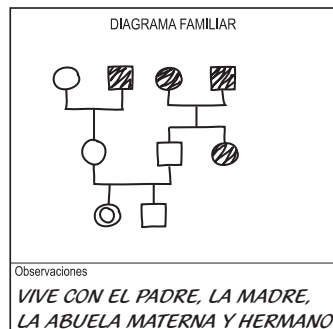 DIAGRAMA FAMILIAR
Observaciones
VIVE CON EL PADRE, LA MADRE,
LA ABUELA MATERNA Y HERMANO